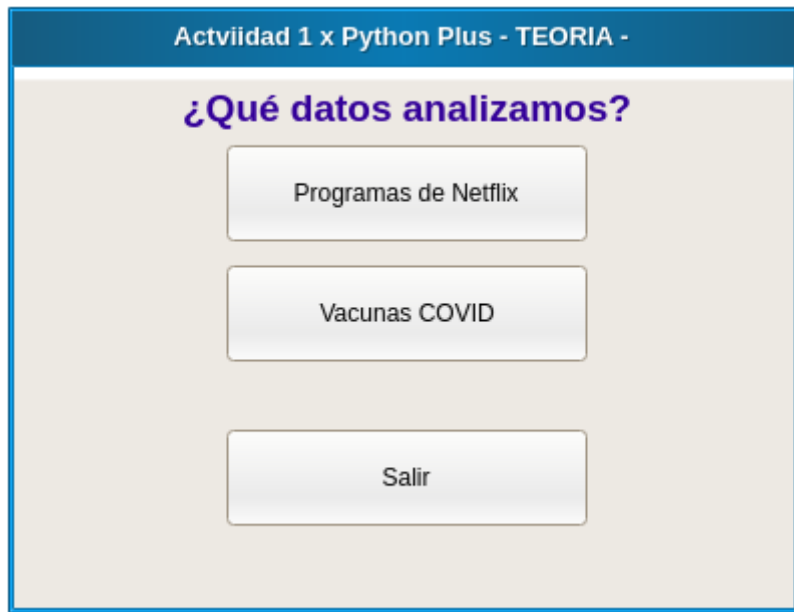 Actviidad 1 x Python Plus - TEORIA -
¿Qué datos analizamos?
Programas de Netflix
Vacunas COVID
Salir